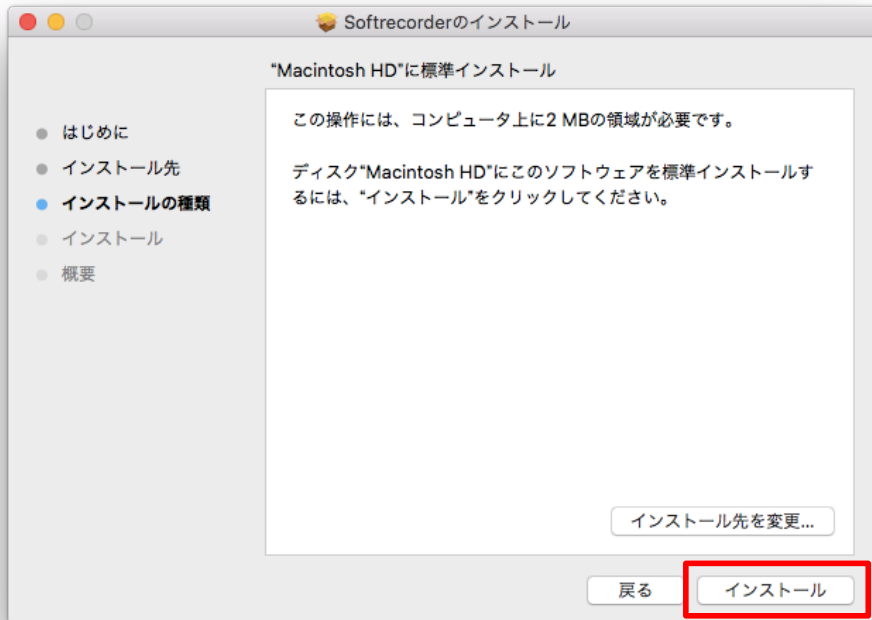 Softrecorderのインストール
“Macintosh HD”に標準インストール
はじめに
インストール先
インストールの種類
インストール
概要
この操作には、コンピュータ上に2 MBの領域が必要です。
ディスク“Macintosh HD”にこのソフトウェアを標準インストールす
るには、“インストール”をクリックしてください。
インストール先を変更...
戻る
インストール